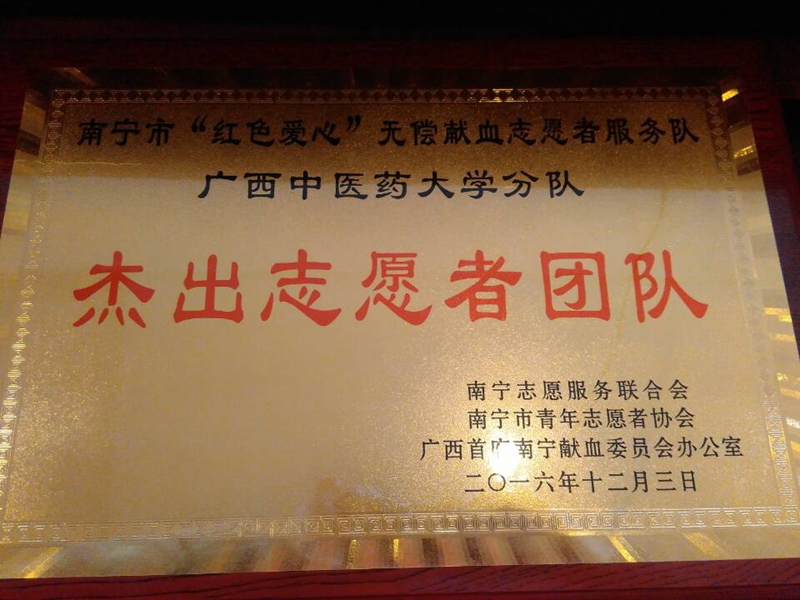 南宁市“红色爱心”无偿献血志愿者服务队
广西中医药大学分队
杰出志愿者团队
南宁志愿服务联合会
南宁市青年志愿者协会
广西首府南宁献血委员会办公室
二〇一六年十二月三日